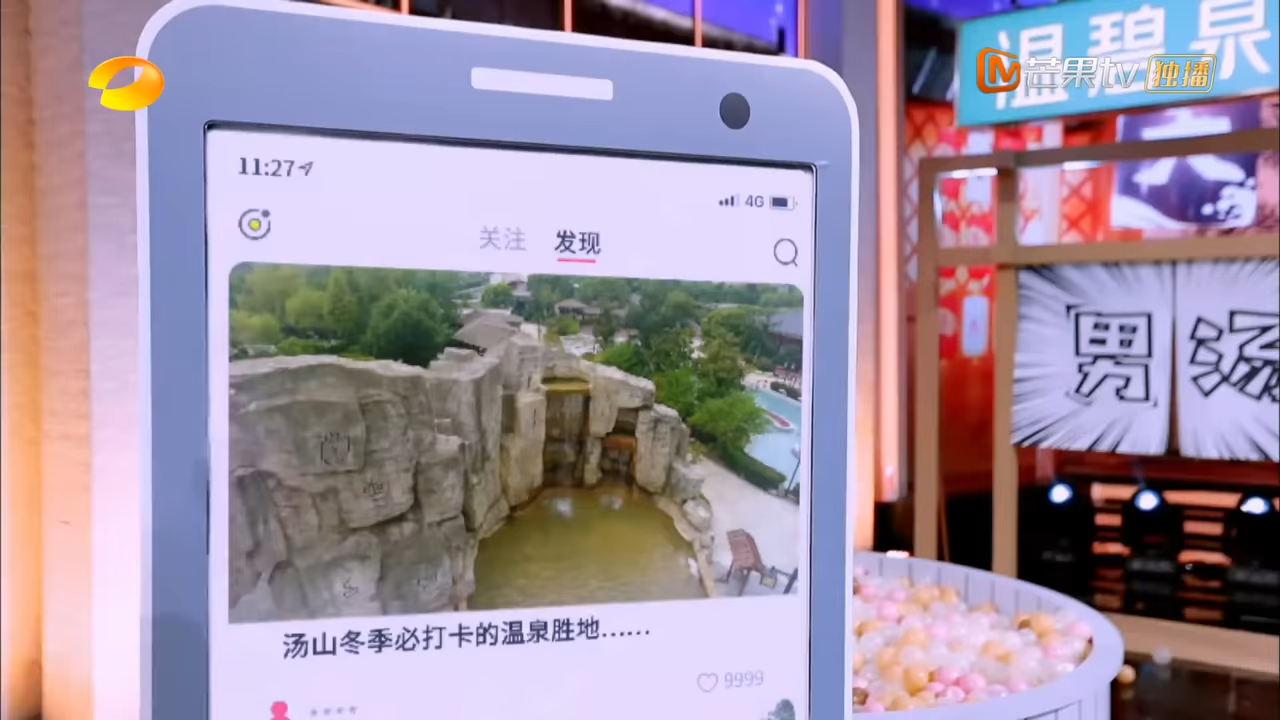 温碧泉
芒果tv 独播
11:27
4G
关注 发现
男 汤
汤山冬季必打卡的温泉胜地……
9999
****